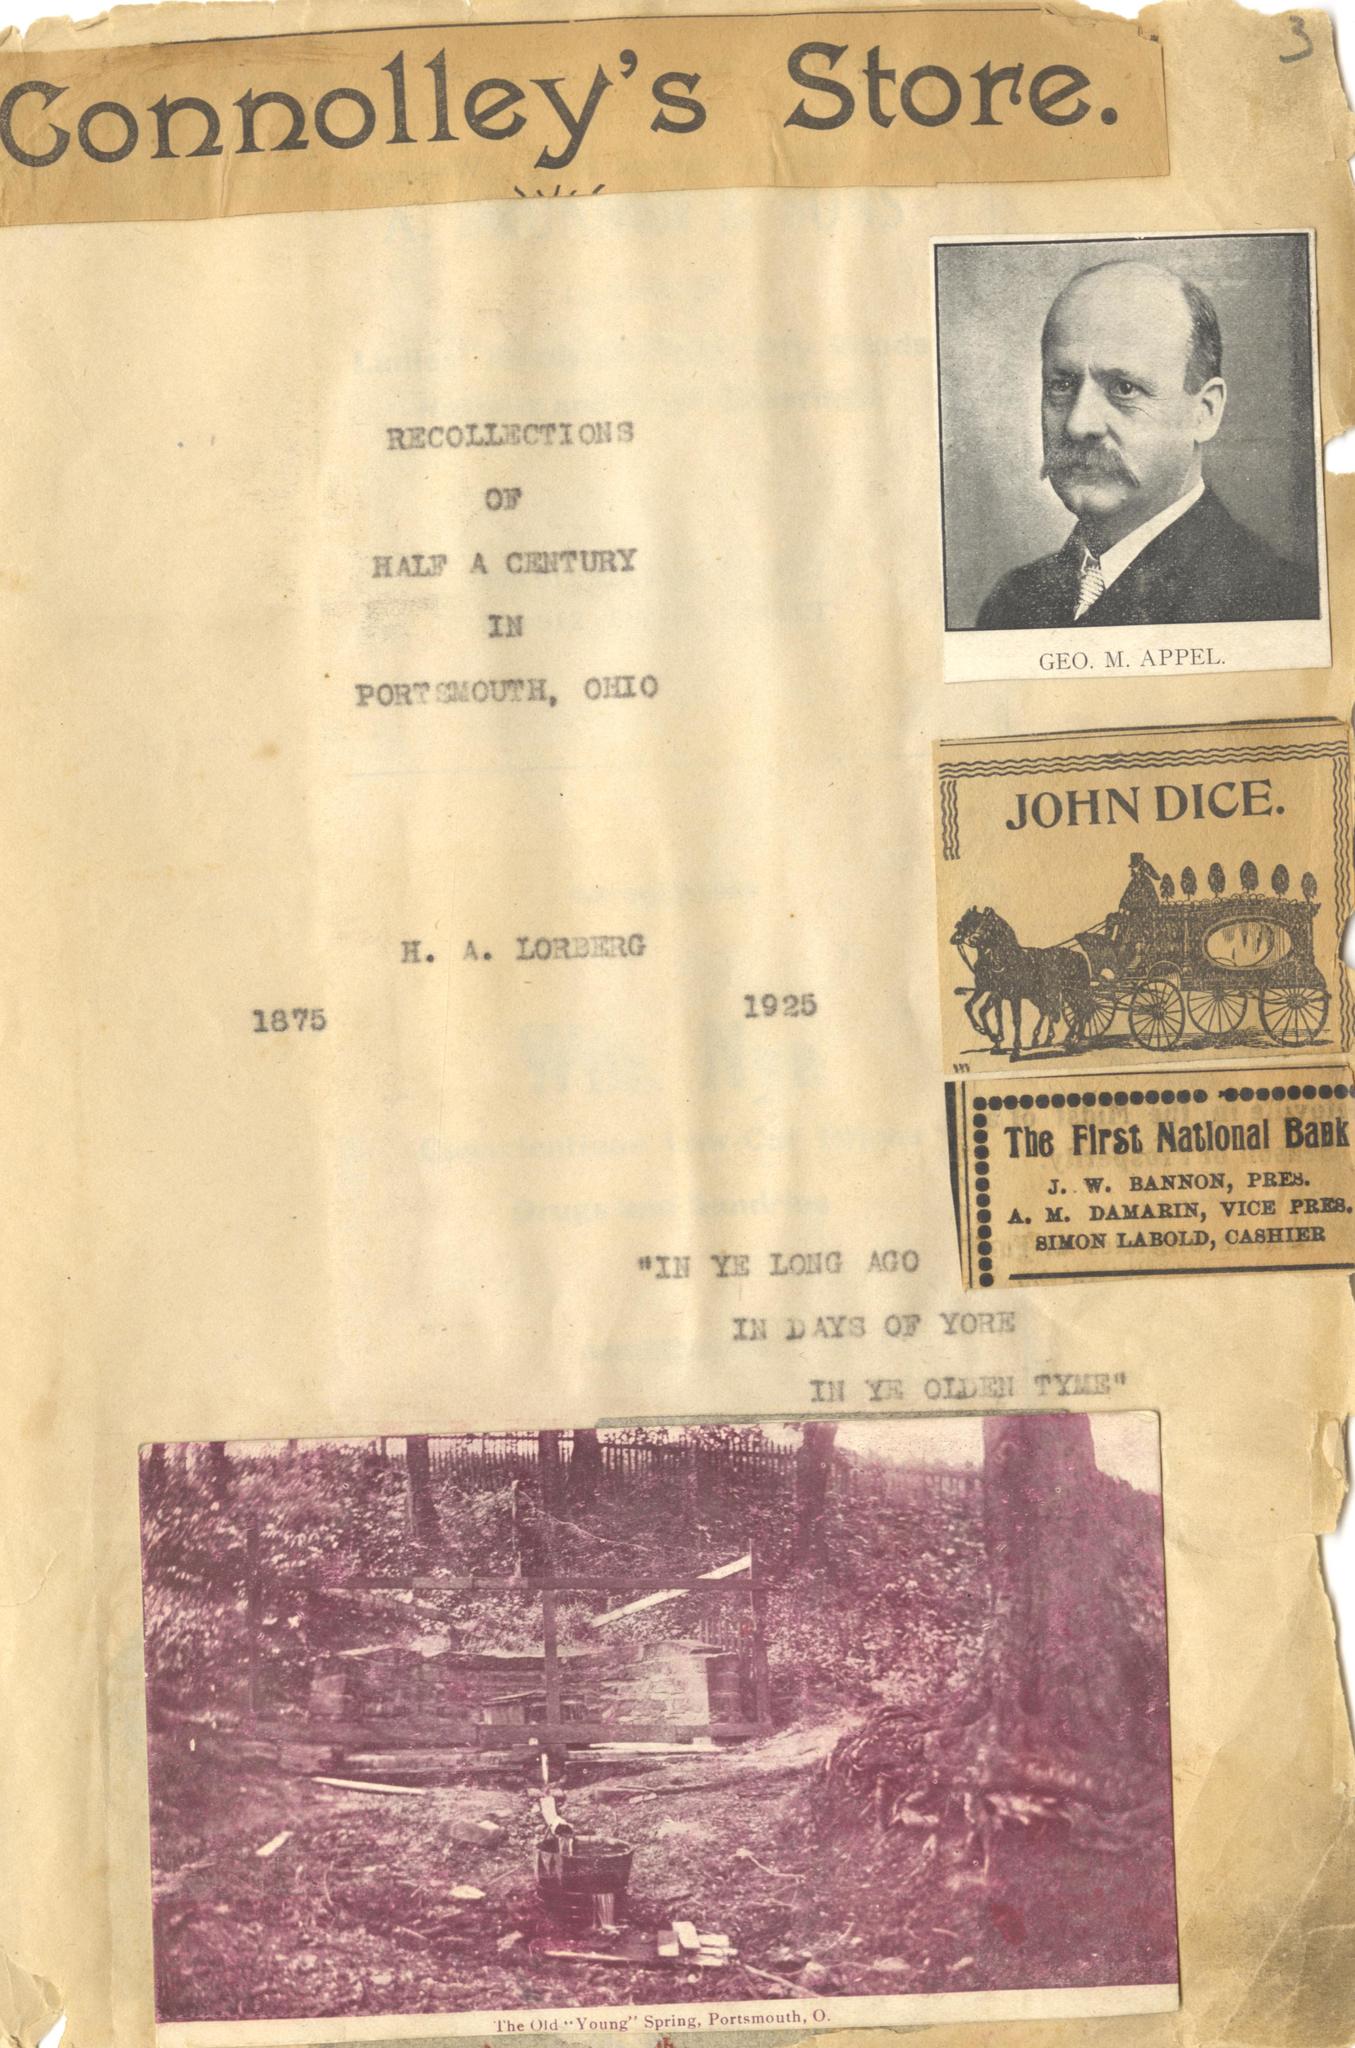 3
Connolley's Store.
RECOLLECTIONS
OF
HALF A CENTURY
IN
PORTSMOUTH, OHIO
GEO. M. APPEL.
JOHN DICE.
H. A. LORBERG
1875 1925
The First National Bank
J. W. BANNON, PRES.
A. M. DAMARIN, VICE PRES.
SIMON LABOLD, CASHIER
"IN YE LONG AGO
IN DAYS OF YORE
IN YE OLDEN TYME"
The Old "Young" Spring, Portsmouth, O.